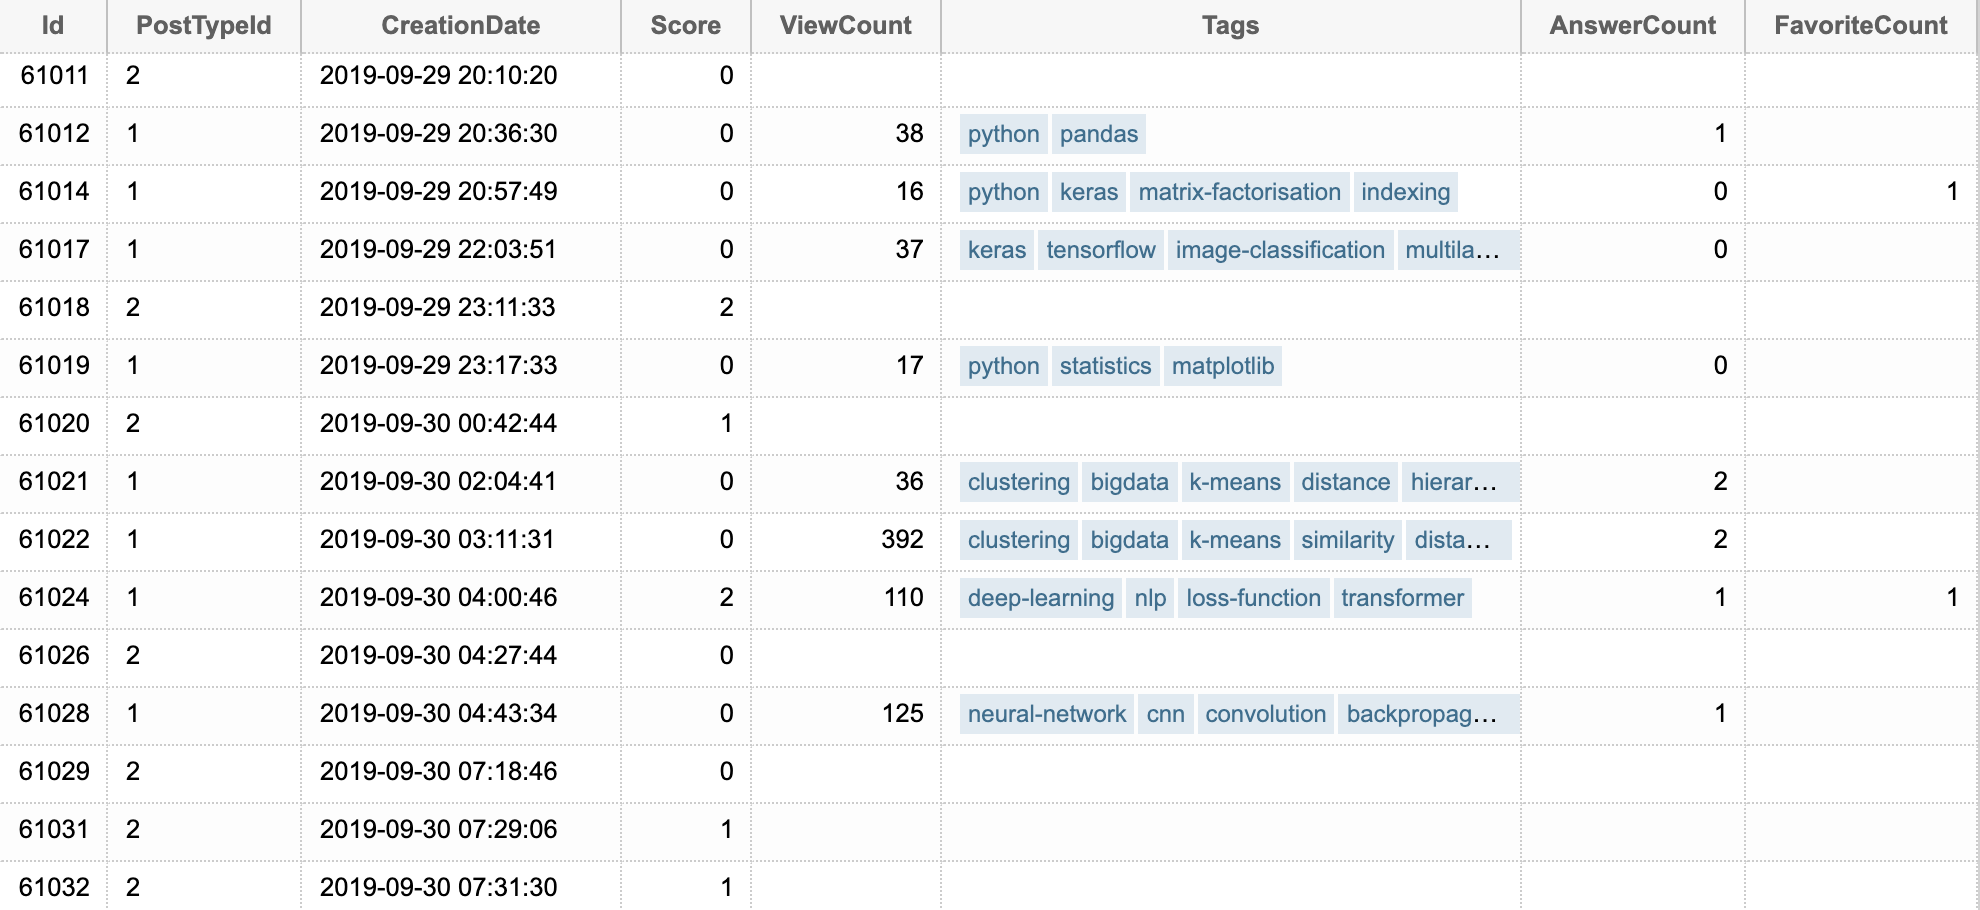 Id PostTypeId CreationDate Score ViewCount Tags AnswerCount FavoriteCount
61011 2 2019-09-29 20:10:20 0
61012 1 2019-09-29 20:36:30 0 38 python pandas 1
61014 1 2019-09-29 20:57:49 0 16 python keras matrix-factorisation indexing 0 1
61017 1 2019-09-29 22:03:51 0 37 keras tensorflow image-classification multila... 0
61018 2 2019-09-29 23:11:33 2
61019 1 2019-09-29 23:17:33 0 17 python statistics matplotlib 0
61020 2 2019-09-30 00:42:44 1
61021 1 2019-09-30 02:04:41 0 36 clustering bigdata k-means distance hierar... 2
61022 1 2019-09-30 03:11:31 0 392 clustering bigdata k-means similarity dista... 2
61024 1 2019-09-30 04:00:46 2 110 deep-learning nlp loss-function transformer 1 1
61026 2 2019-09-30 04:27:44 0
61028 1 2019-09-30 04:43:34 0 125 neural-network cnn convolution backpropag... 1
61029 2 2019-09-30 07:18:46 0
61031 2 2019-09-30 07:29:06 1
61032 2 2019-09-30 07:31:30 1